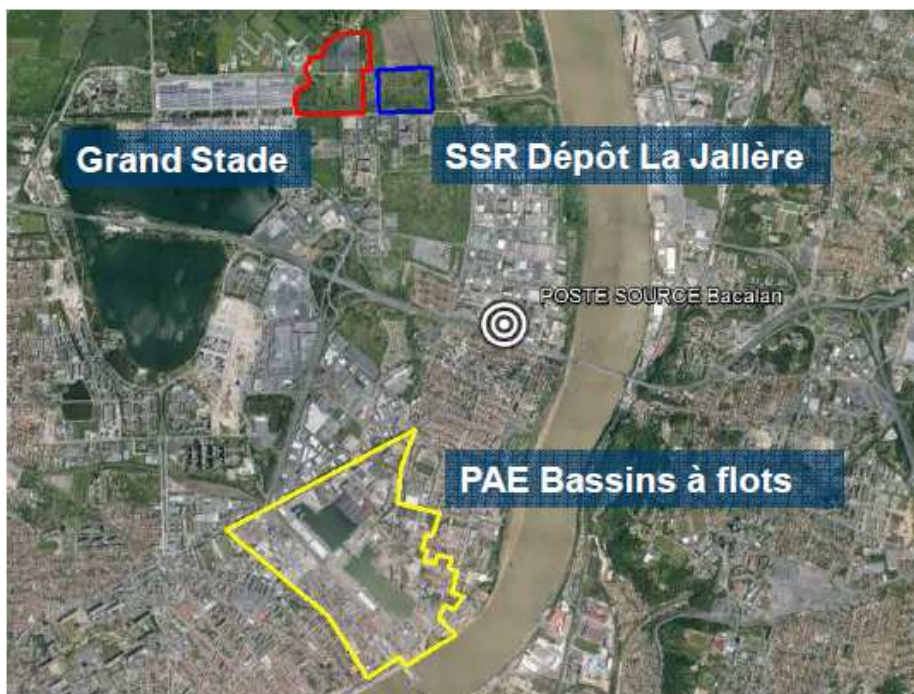 Grand Stade
SSR Dépôt La Jallère
POSTE SOURCE Bacalan
PAE Bassins à flots